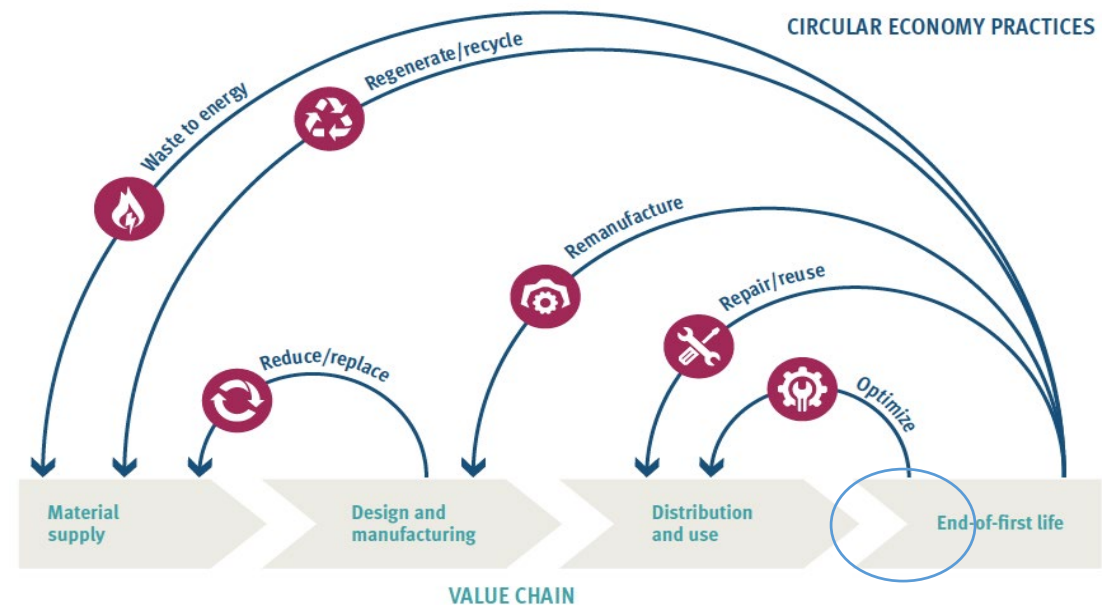 CIRCULAR ECONOMY PRACTICES
Regenerate/recycle
Waste to energy
Remanufacture
Repair/reuse
Reduce/replace
Optimize
Material
supply
Design and
manufacturing
Distribution
and use
End-of-first life
VALUE CHAIN